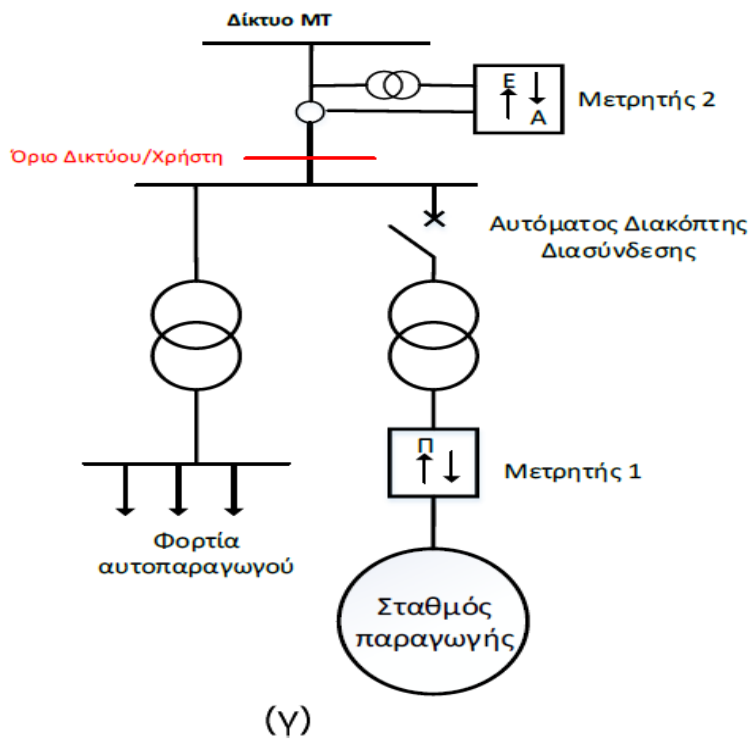 Δίκτυο ΜΤ
Ε
Α
Μετρητής 2
Όριο Δικτύου/Χρήστη
Αυτόματος Διακόπτης
Διασύνδεσης
Π
Μετρητής 1
Φορτία
αυτοπαραγωγού
Σταθμός
παραγωγής
(γ)